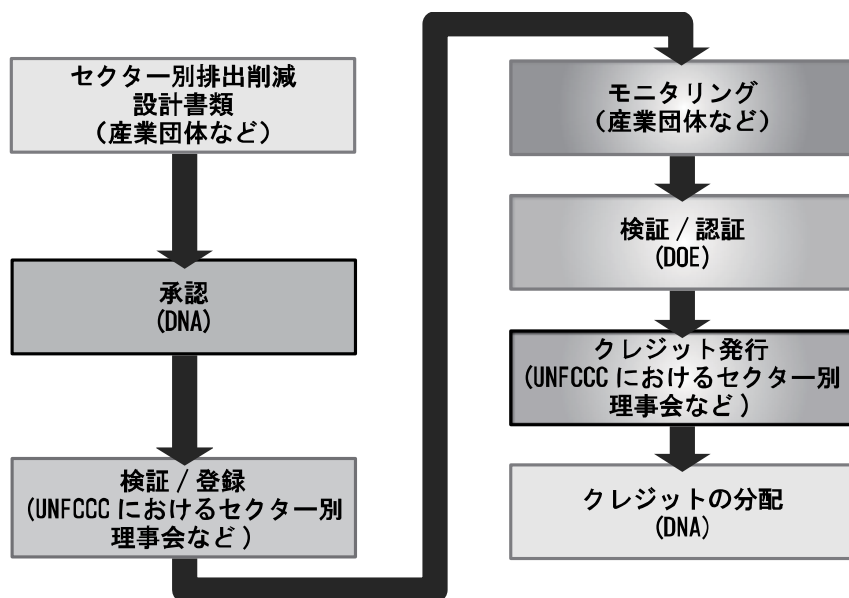 セクター別排出削減
設計書類
（産業団体など）
承認
(DNA)
検証 / 登録
(UNFCCC におけるセクター別
理事会など )
モニタリング
（産業団体など）
検証 / 認証
(DOE)
クレジット発行
(UNFCCC におけるセクター別
理事会など )
クレジットの分配
(DNA)